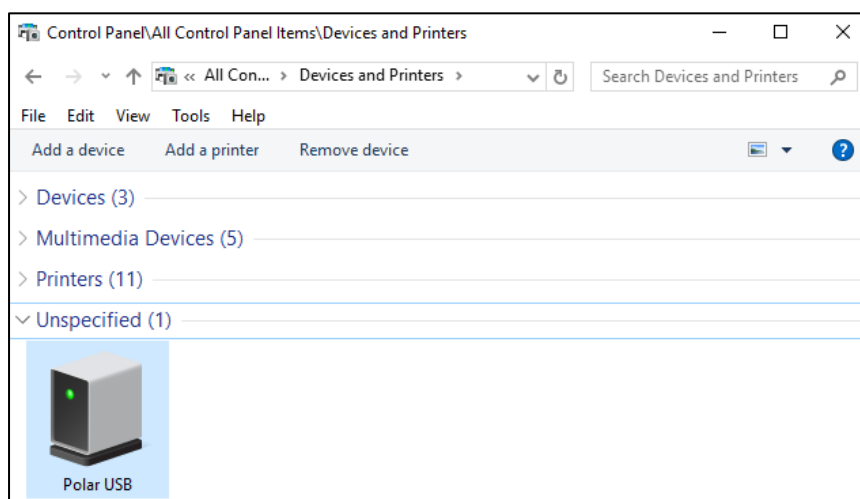 Control Panel\All Control Panel Items\Devices and Printers
« All Con... > Devices and Printers > Search Devices and Printers
File Edit View Tools Help
Add a device Add a printer Remove device ?
Devices (3)
Multimedia Devices (5)
Printers (11)
Unspecified (1)
Polar USB